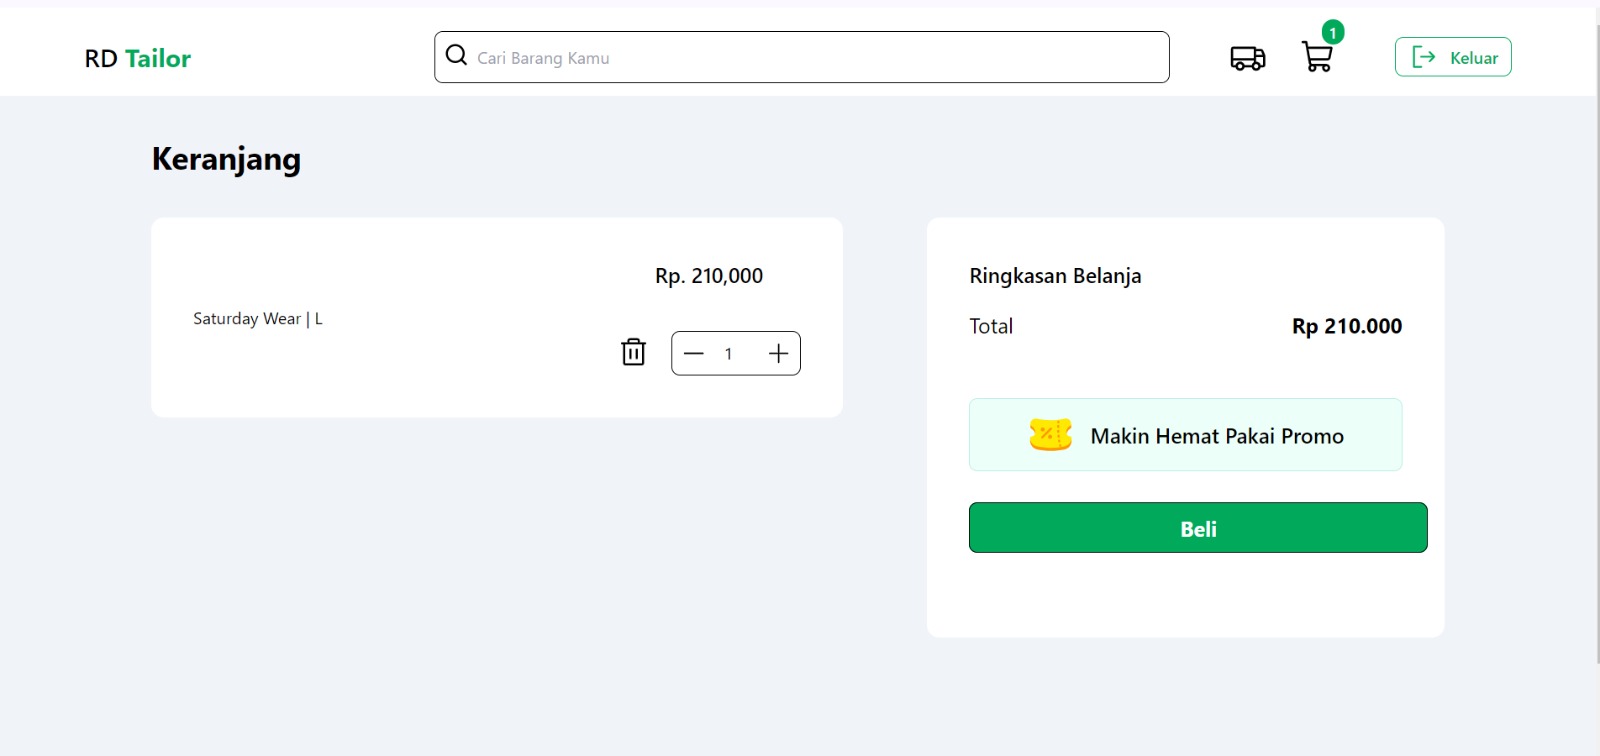 RD Tailor
Cari Barang Kamu
1
Keluar
Keranjang
Rp. 210,000
Saturday Wear | L
1
Ringkasan Belanja
Total Rp 210.000
Makin Hemat Pakai Promo
Beli